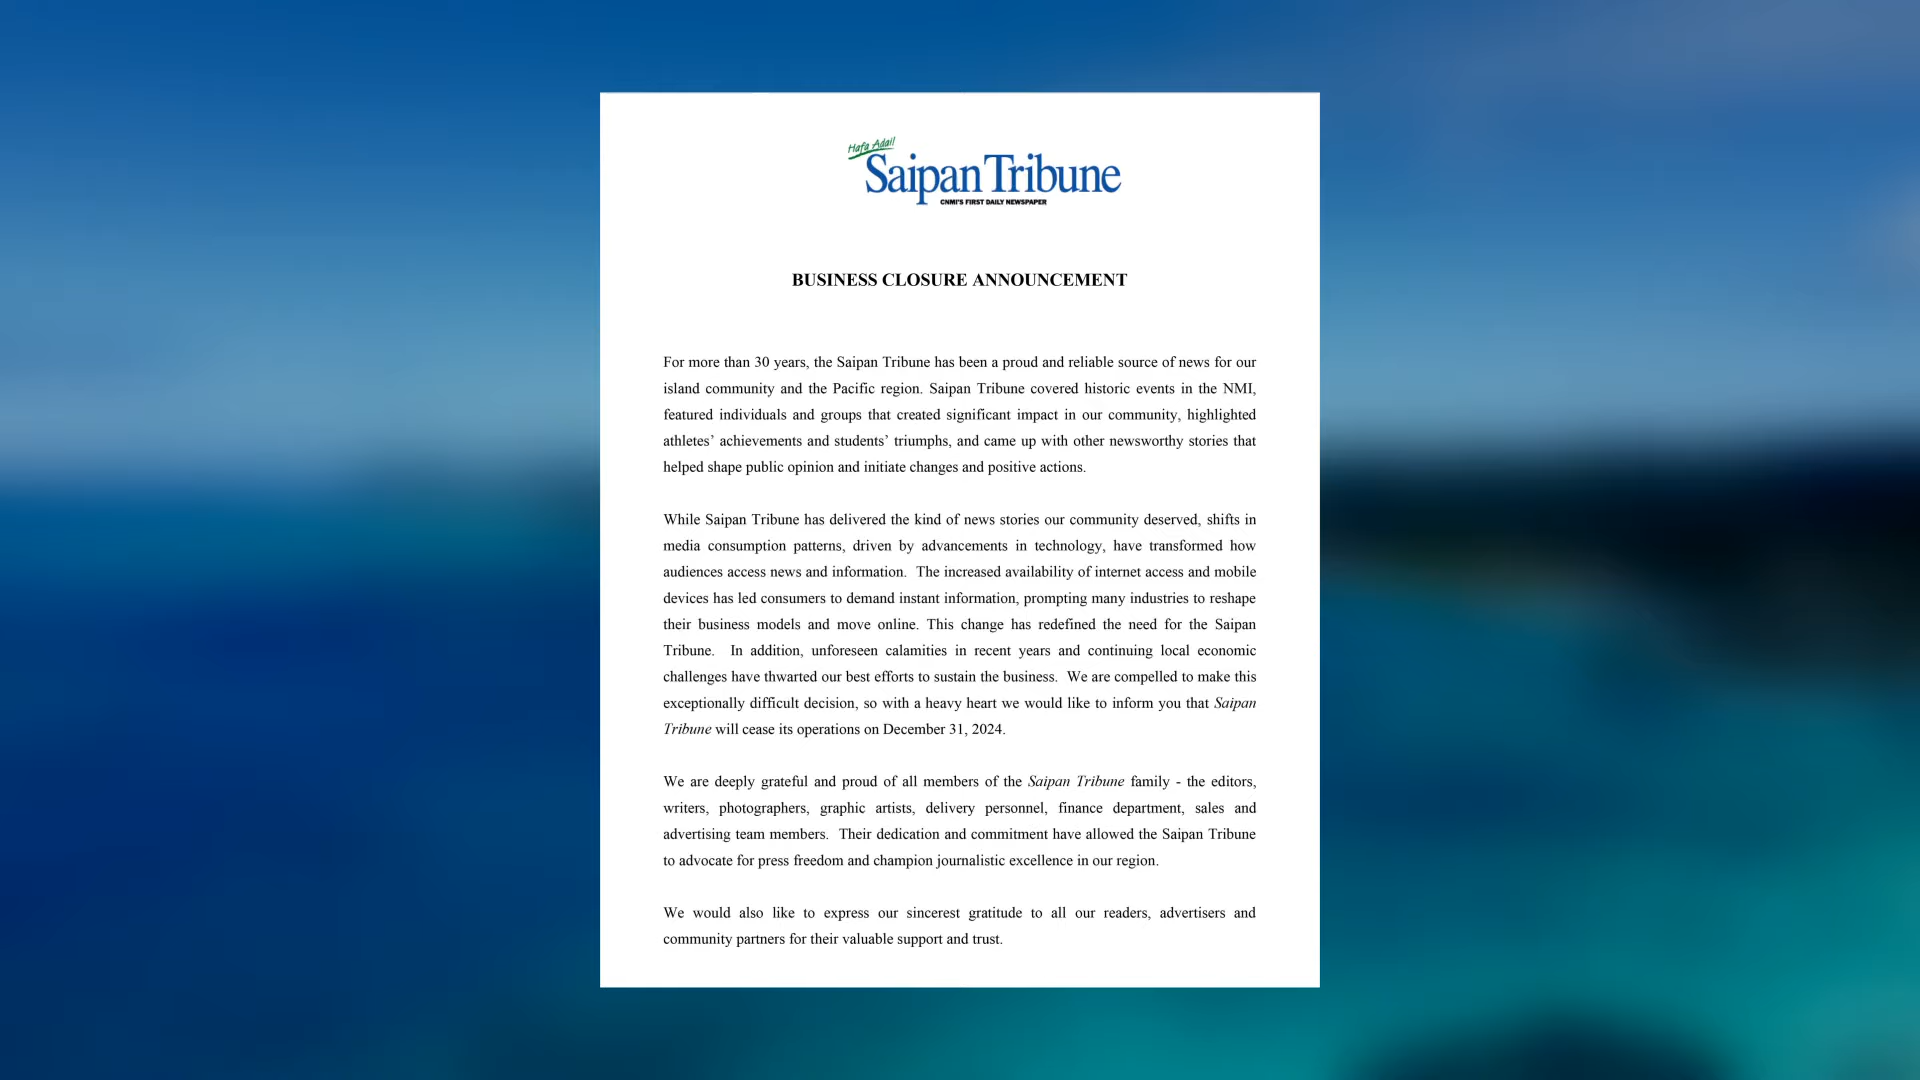 Hafa Adai!
Saipan Tribune
CNMI'S FIRST DAILY NEWSPAPER
BUSINESS CLOSURE ANNOUNCEMENT
For more than 30 years, the Saipan Tribune has been a proud and reliable source of news for our
island community and the Pacific region. Saipan Tribune covered historic events in the NMI,
featured individuals and groups that created significant impact in our community, highlighted
athletes’ achievements and students’ triumphs, and came up with other newsworthy stories that
helped shape public opinion and initiate changes and positive actions.
While Saipan Tribune has delivered the kind of news stories our community deserved, shifts in
media consumption patterns, driven by advancements in technology, have transformed how
audiences access news and information.  The increased availability of internet access and mobile
devices has led consumers to demand instant information, prompting many industries to reshape
their business models and move online. This change has redefined the need for the Saipan
Tribune.  In addition, unforeseen calamities in recent years and continuing local economic
challenges have thwarted our best efforts to sustain the business.  We are compelled to make this
exceptionally difficult decision, so with a heavy heart we would like to inform you that Saipan
Tribune will cease its operations on December 31, 2024.
We are deeply grateful and proud of all members of the Saipan Tribune family - the editors,
writers, photographers, graphic artists, delivery personnel, finance department, sales and
advertising team members.  Their dedication and commitment have allowed the Saipan Tribune
to advocate for press freedom and champion journalistic excellence in our region.
We would also like to express our sincerest gratitude to all our readers, advertisers and
community partners for their valuable support and trust.